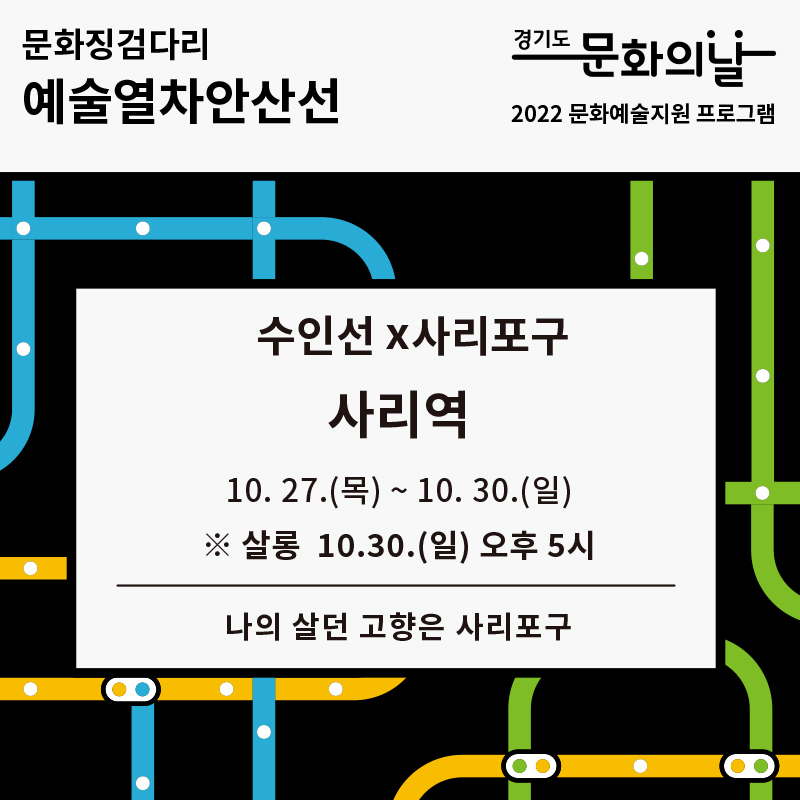 문화징검다리
예술열차안산선
경기도 문화의날
2022 문화예술지원 프로그램
수인선 x사리포구
사리역
10. 27.(목) ~ 10. 30.(일)
※ 살롱 10.30.(일) 오후 5시
나의 살던 고향은 사리포구